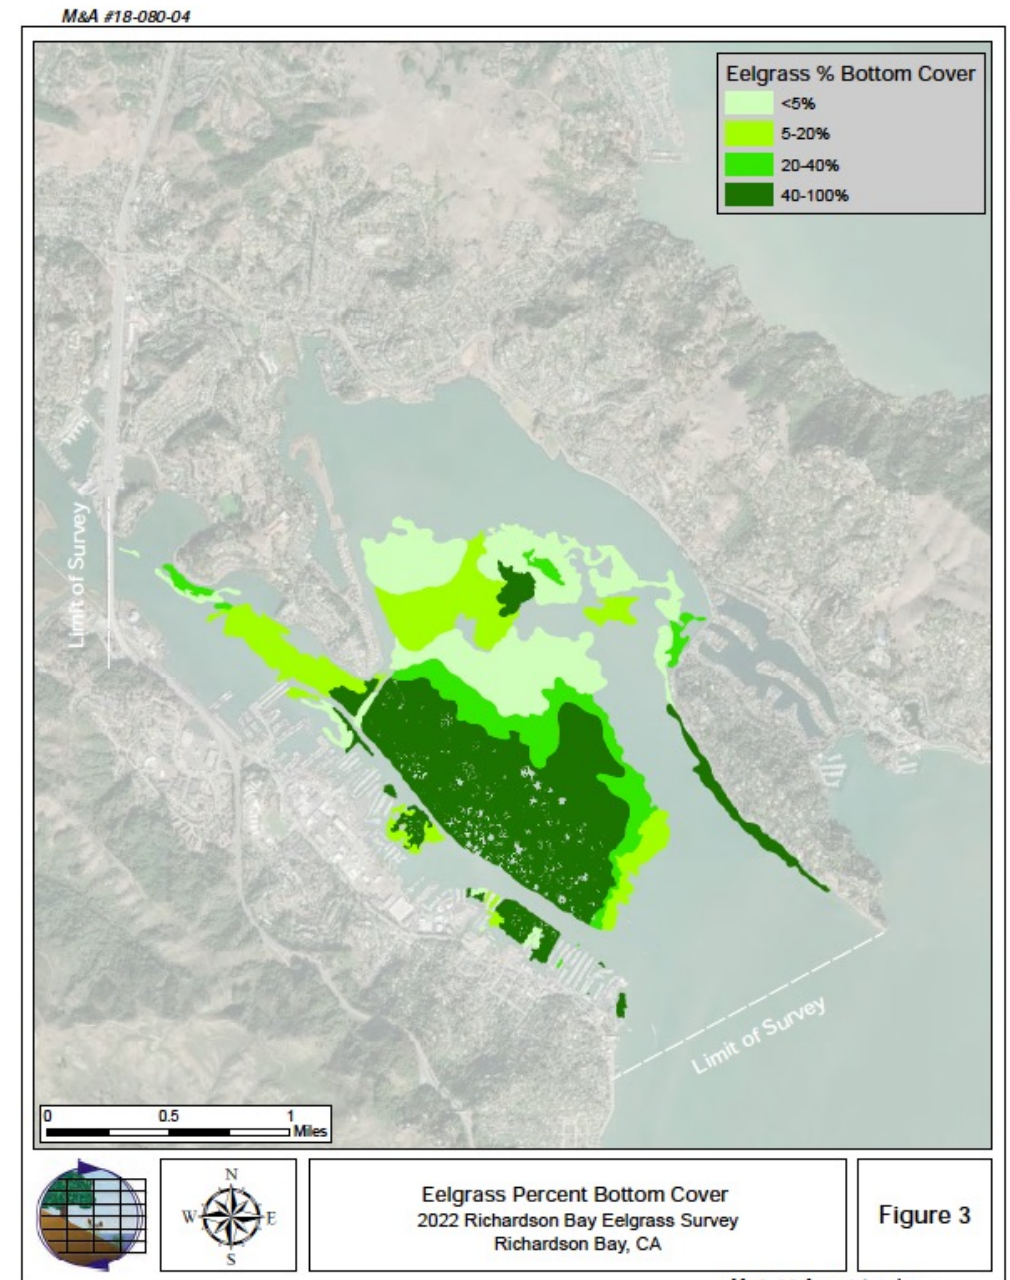 M&A #18-080-04
Eelgrass % Bottom Cover
<5%
5-20%
20-40%
40-100%
Limit of Survey
Limit of Survey
0 0.5 1
Miles
N
W E
S
Eelgrass Percent Bottom Cover
2022 Richardson Bay Eelgrass Survey
Richardson Bay, CA
Figure 3